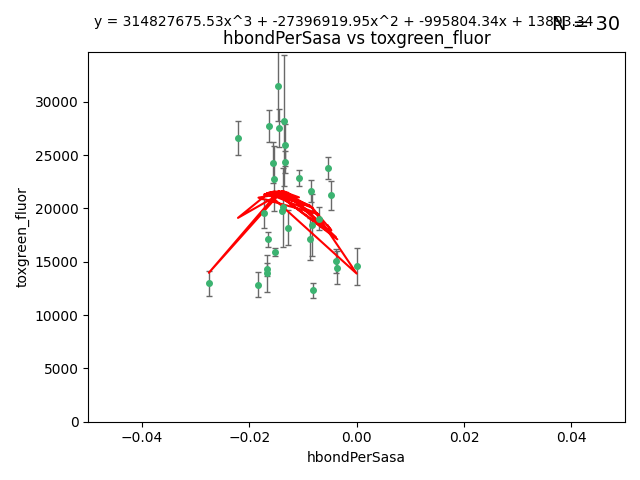 y = 314827675.53x^3 + -27396919.95x^2 + -995804.34x + 13893.34
N = 30
hbondPerSasa vs toxgreen_fluor
30000
25000
20000
15000
10000
5000
0
toxgreen_fluor
−0.04
−0.02
0.00
0.02
0.04
hbondPerSasa